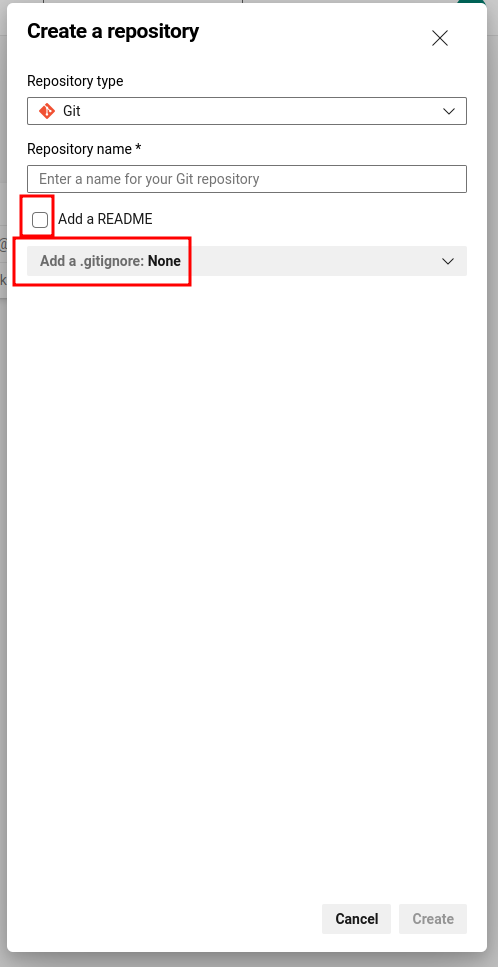 Create a repository
Repository type
Git
Repository name *
Enter a name for your Git repository
Add a README
@
Add a .gitignore: None
k
Cancel Create